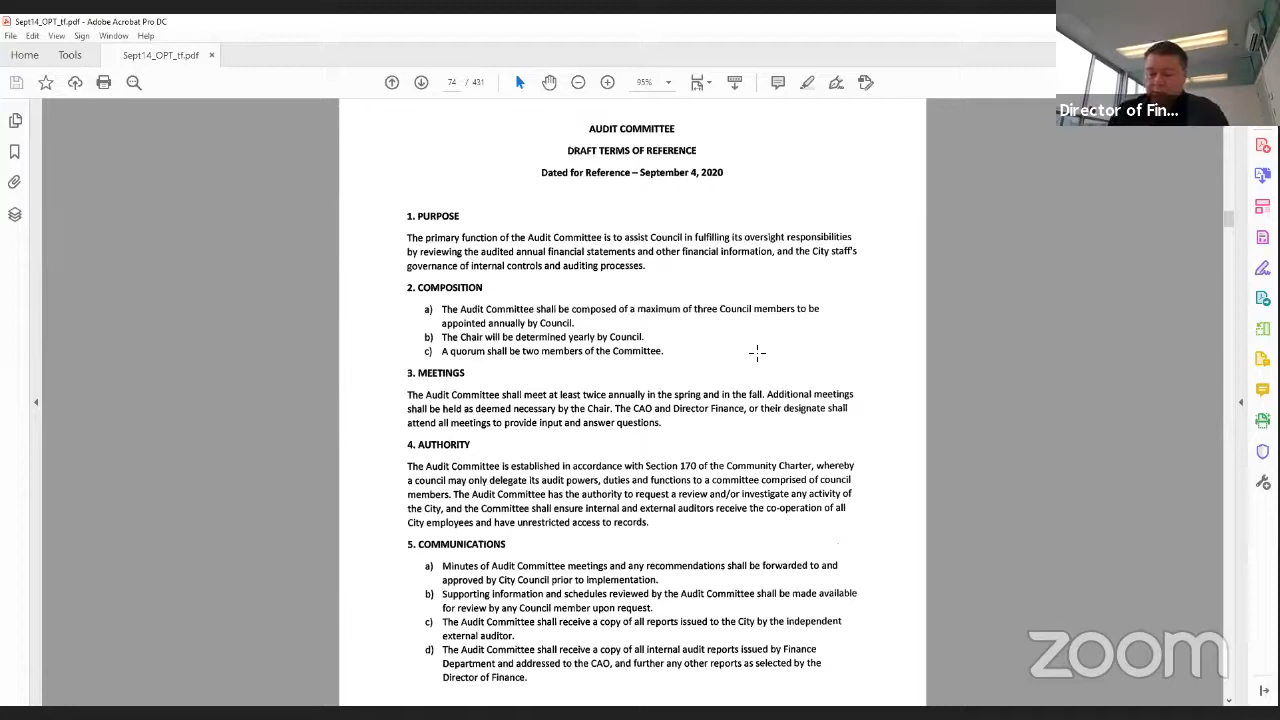 Sept14_OPT_tf.pdf - Adobe Acrobat Pro DC
File Edit View Sign Window Help
Home Tools Sept14_OPT_tf.pdf ×
74 / 431 95%
Director of Fin...
AUDIT COMMITTEE
DRAFT TERMS OF REFERENCE
Dated for Reference – September 4, 2020
1. PURPOSE
The primary function of the Audit Committee is to assist Council in fulfilling its oversight responsibilities
by reviewing the audited annual financial statements and other financial information, and the City staff's
governance of internal controls and auditing processes.
2. COMPOSITION
a) The Audit Committee shall be composed of a maximum of three Council members to be
appointed annually by Council.
b) The Chair will be determined yearly by Council.
c) A quorum shall be two members of the Committee.
3. MEETINGS
The Audit Committee shall meet at least twice annually in the spring and in the fall. Additional meetings
shall be held as deemed necessary by the Chair. The CAO and Director Finance, or their designate shall
attend all meetings to provide input and answer questions.
4. AUTHORITY
The Audit Committee is established in accordance with Section 170 of the Community Charter, whereby
a council may only delegate its audit powers, duties and functions to a committee comprised of council
members. The Audit Committee has the authority to request a review and/or investigate any activity of
the City, and the Committee shall ensure internal and external auditors receive the co-operation of all
City employees and have unrestricted access to records.
5. COMMUNICATIONS
a) Minutes of Audit Committee meetings and any recommendations shall be forwarded to and
approved by City Council prior to implementation.
b) Supporting information and schedules reviewed by the Audit Committee shall be made available
for review by any Council member upon request.
c) The Audit Committee shall receive a copy of all reports issued to the City by the independent
external auditor.
d) The Audit Committee shall receive a copy of all internal audit reports issued by Finance
Department and addressed to the CAO, and further any other reports as selected by the
Director of Finance.
zoom